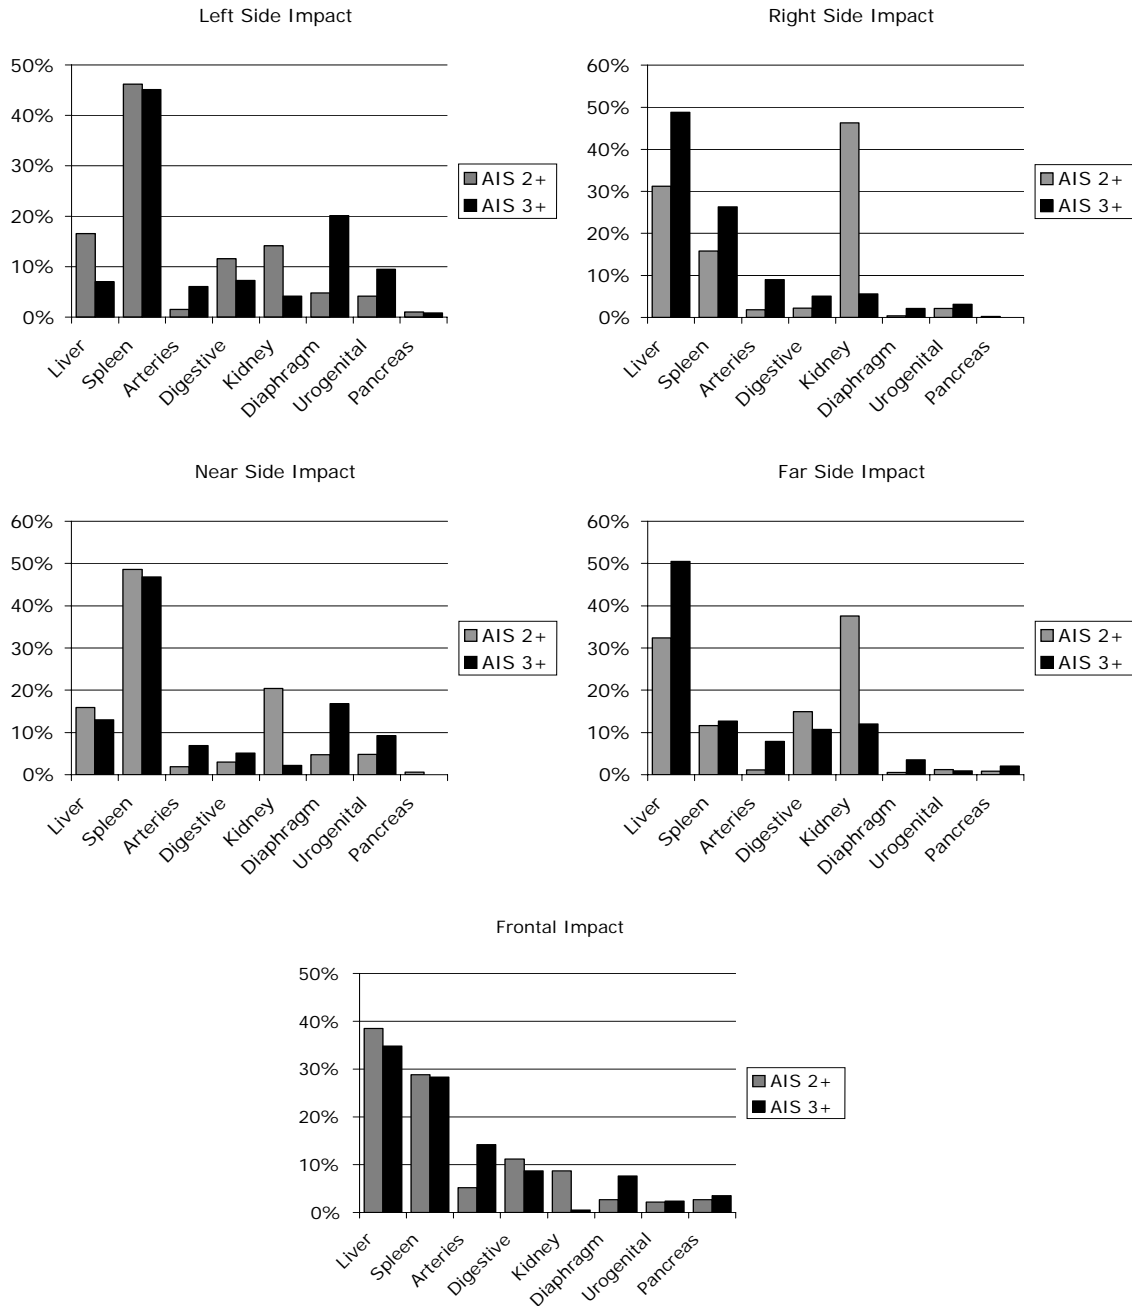 Left Side Impact
50%
40%
30%
20%
10%
0%
Liver
Spleen
Arteries
Digestive
Kidney
Diaphragm
Urogenital
Pancreas
AIS 2+
AIS 3+
Right Side Impact
60%
50%
40%
30%
20%
10%
0%
Liver
Spleen
Arteries
Digestive
Kidney
Diaphragm
Urogenital
Pancreas
AIS 2+
AIS 3+
Near Side Impact
60%
50%
40%
30%
20%
10%
0%
Liver
Spleen
Arteries
Digestive
Kidney
Diaphragm
Urogenital
Pancreas
AIS 2+
AIS 3+
Far Side Impact
60%
50%
40%
30%
20%
10%
0%
Liver
Spleen
Arteries
Digestive
Kidney
Diaphragm
Urogenital
Pancreas
AIS 2+
AIS 3+
Frontal Impact
50%
40%
30%
20%
10%
0%
Liver
Spleen
Arteries
Digestive
Kidney
Diaphragm
Urogenital
Pancreas
AIS 2+
AIS 3+